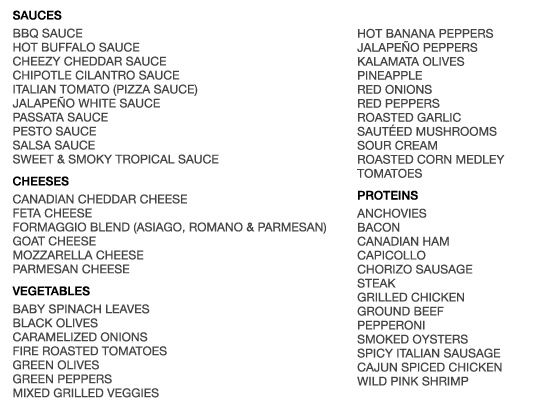 SAUCES
BBQ SAUCE
HOT BUFFALO SAUCE
CHEEZY CHEDDAR SAUCE
CHIPOTLE CILANTRO SAUCE
ITALIAN TOMATO (PIZZA SAUCE)
JALAPEÑO WHITE SAUCE
PASSATA SAUCE
PESTO SAUCE
SALSA SAUCE
SWEET & SMOKY TROPICAL SAUCE
CHEESES
CANADIAN CHEDDAR CHEESE
FETA CHEESE
FORMAGGIO BLEND (ASIAGO, ROMANO & PARMESAN)
GOAT CHEESE
MOZZARELLA CHEESE
PARMESAN CHEESE
VEGETABLES
BABY SPINACH LEAVES
BLACK OLIVES
CARAMELIZED ONIONS
FIRE ROASTED TOMATOES
GREEN OLIVES
GREEN PEPPERS
MIXED GRILLED VEGGIES
HOT BANANA PEPPERS
JALAPEÑO PEPPERS
KALAMATA OLIVES
PINEAPPLE
RED ONIONS
RED PEPPERS
ROASTED GARLIC
SAUTÉED MUSHROOMS
SOUR CREAM
ROASTED CORN MEDLEY
TOMATOES
PROTEINS
ANCHOVIES
BACON
CANADIAN HAM
CAPICOLLO
CHORIZO SAUSAGE
STEAK
GRILLED CHICKEN
GROUND BEEF
PEPPERONI
SMOKED OYSTERS
SPICY ITALIAN SAUSAGE
CAJUN SPICED CHICKEN
WILD PINK SHRIMP